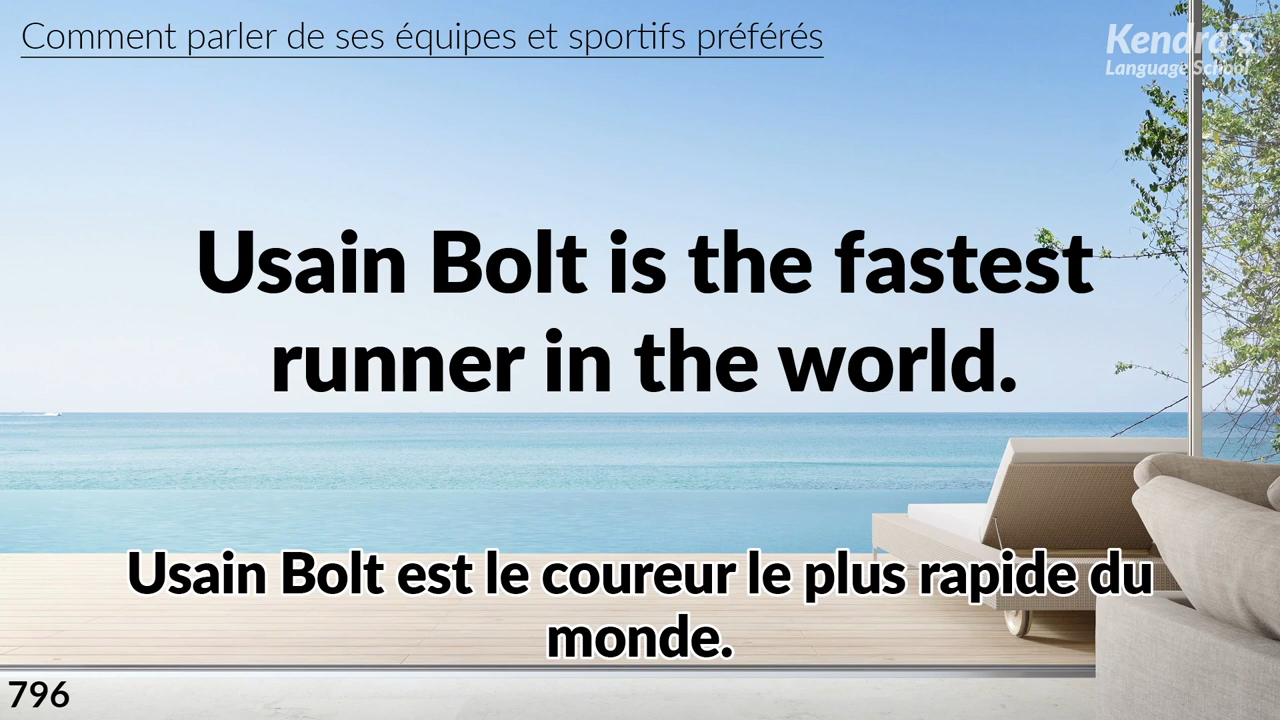 Comment parler de ses équipes et sportifs préférés
Kendra's
Language School
Usain Bolt is the fastest
runner in the world.
Usain Bolt est le coureur le plus rapide du
monde.
796